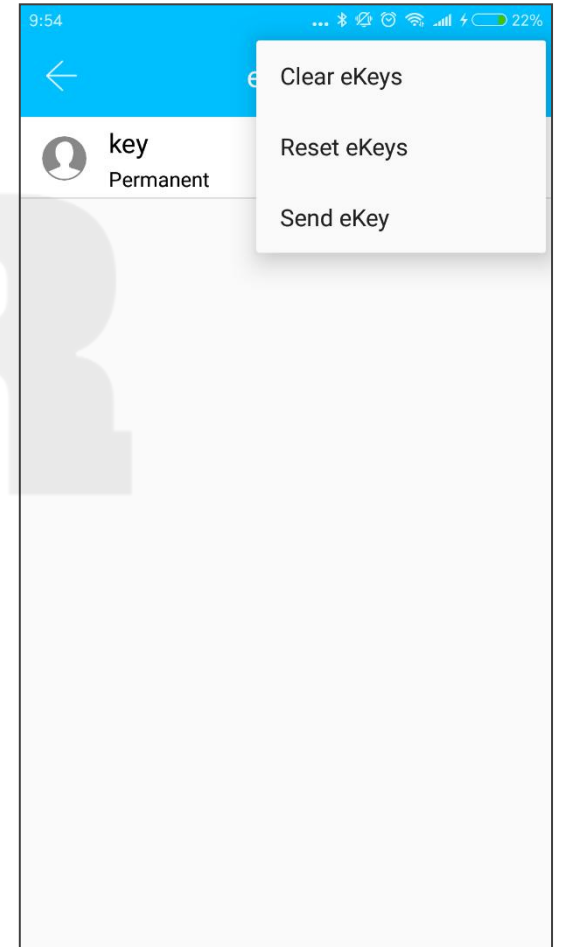 9:54
... 22%
e
Clear eKeys
key
Reset eKeys
Permanent
Send eKey